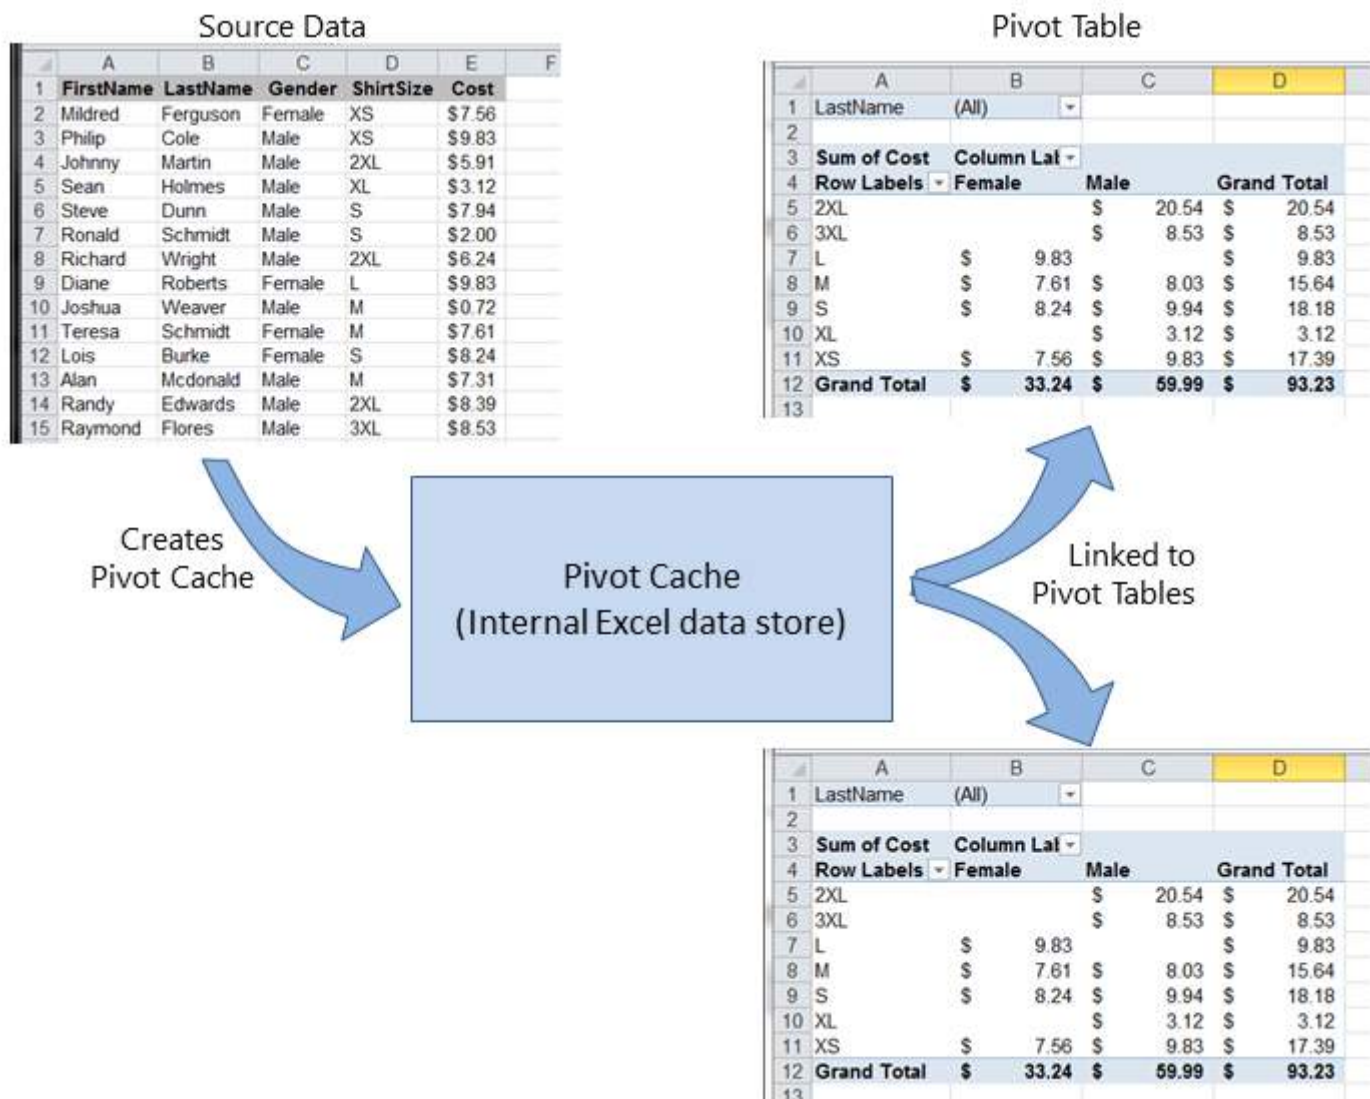 Source Data
A B C D E F
1 FirstName LastName Gender ShirtSize Cost
2 Mildred Ferguson Female XS $7.56
3 Philip Cole Male XS $9.83
4 Johnny Martin Male 2XL $5.91
5 Sean Holmes Male XL $3.12
6 Steve Dunn Male S $7.94
7 Ronald Schmidt Male S $2.00
8 Richard Wright Male 2XL $6.24
9 Diane Roberts Female L $9.83
10 Joshua Weaver Male M $0.72
11 Teresa Schmidt Female M $7.61
12 Lois Burke Female S $8.24
13 Alan Mcdonald Male M $7.31
14 Randy Edwards Male 2XL $8.39
15 Raymond Flores Male 3XL $8.53
Pivot Table
A B C D
1 LastName (All)
2
3 Sum of Cost Column Lal
4 Row Labels Female Male Grand Total
5 2XL $ 20.54 $ 20.54
6 3XL $ 8.53 $ 8.53
7 L $ 9.83 $ 9.83
8 M $ 7.61 $ 8.03 $ 15.64
9 S $ 8.24 $ 9.94 $ 18.18
10 XL $ 3.12 $ 3.12
11 XS $ 7.56 $ 9.83 $ 17.39
12 Grand Total $ 33.24 $ 59.99 $ 93.23
13
Creates
Pivot Cache
Pivot Cache
(Internal Excel data store)
Linked to
Pivot Tables
A B C D
1 LastName (All)
2
3 Sum of Cost Column Lal
4 Row Labels Female Male Grand Total
5 2XL $ 20.54 $ 20.54
6 3XL $ 8.53 $ 8.53
7 L $ 9.83 $ 9.83
8 M $ 7.61 $ 8.03 $ 15.64
9 S $ 8.24 $ 9.94 $ 18.18
10 XL $ 3.12 $ 3.12
11 XS $ 7.56 $ 9.83 $ 17.39
12 Grand Total $ 33.24 $ 59.99 $ 93.23
13